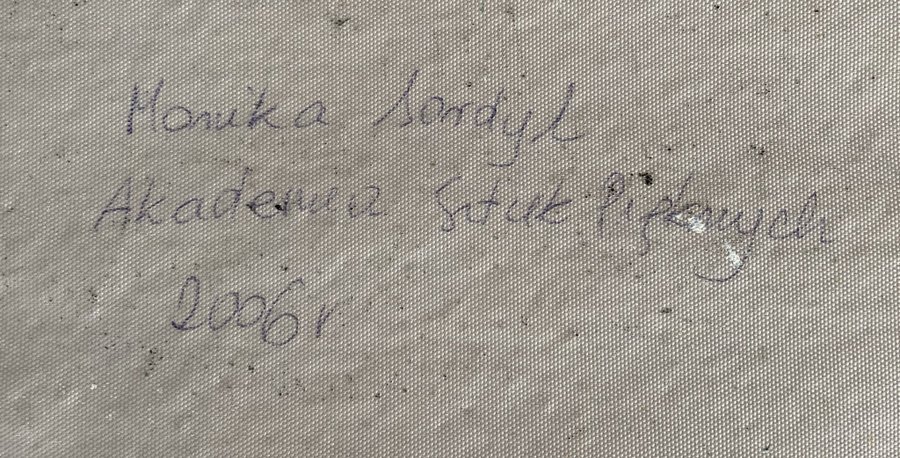 Monika Sordyl
Akademia Sztuk Pięknych
2006 r